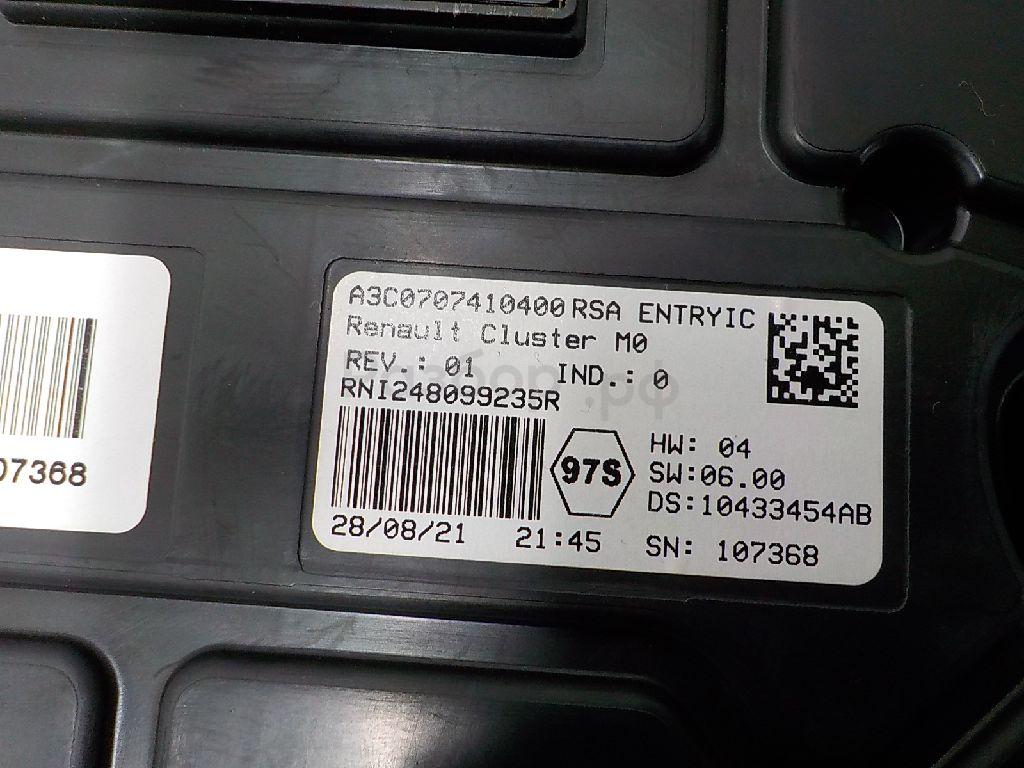 A3C0707410400 RSA ENTRYIC
Renault Cluster M0
REV.: 01 IND.: 0
RNI248099235R
97S
HW: 04
SW:06.00
DS:10433454AB
28/08/21 21:45 SN: 107368
07368
.рф